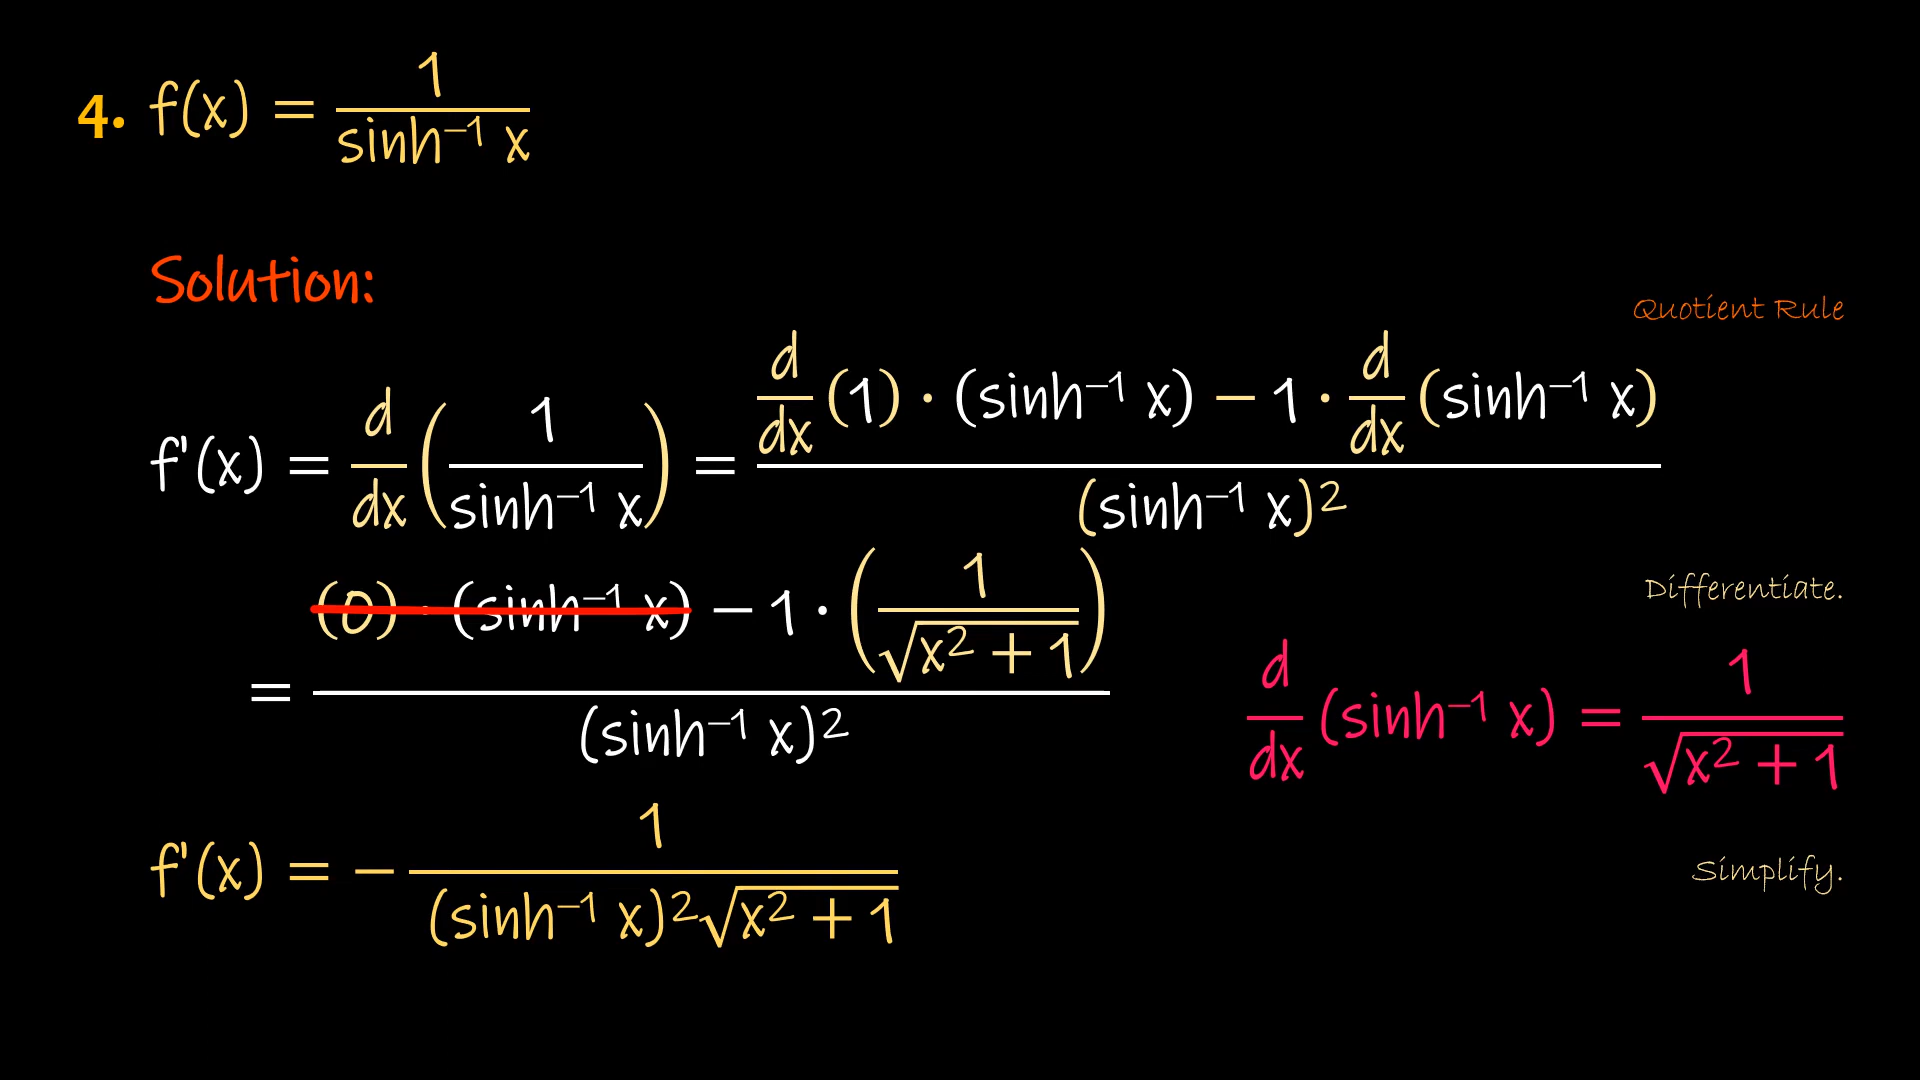 4. f(x) = 1/(sinh⁻¹ x)
Solution:
Quotient Rule
f'(x) = d/dx (1/(sinh⁻¹ x)) = (d/dx (1) · (sinh⁻¹ x) − 1 · d/dx (sinh⁻¹ x))/((sinh⁻¹ x)²)
Differentiate.
= ((0) · (sinh⁻¹ x) − 1 · (1/√(x² + 1)))/((sinh⁻¹ x)²)
d/dx (sinh⁻¹ x) = 1/√(x² + 1)
Simplify.
f'(x) = − 1/((sinh⁻¹ x)²√(x² + 1))